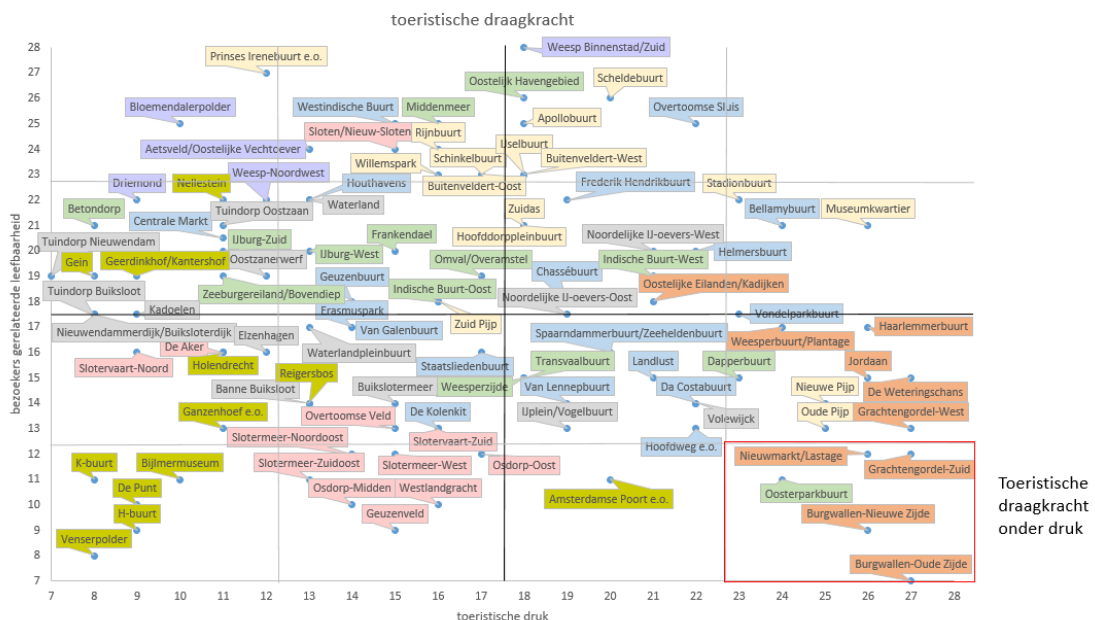 toeristische draagkracht
28
Weesp Binnenstad/Zuid
Prinses Irenebuurt e.o.
27
Oostelijk Havengebied
Scheldebuurt
26
Bloemendalerpolder
Westindische Buurt
Middenmeer
Overtoomse Sluis
25
Apollobuurt
Sloten/Nieuw-Sloten
Rijnbuurt
IJselbuurt
24
Aetsveld/Oostelijke Vechtoever
Willemspark
Schinkelbuurt
Buitenveldert-West
23
Weesp-Noordwest
Driemond
Nellestein
Houthavens
Buitenveldert-Oost
Frederik Hendrikbuurt
Stadionbuurt
22
Betondorp
Tuindorp Oostzaan
Waterland
Zuidas
Bellamybuurt
Museumkwartier
21
Centrale Markt
Tuindorp Nieuwendam
IJburg-Zuid
Frankendael
Hoofddorppleinbuurt
Noordelijke IJ-oevers-West
20
Gein
Geerdinkhof/Kantershof
Oostzanerwerf
IJburg-West
Omval/Overamstel
Indische Buurt-West
Helmersbuurt
19
Geuzenbuurt
Chassébuurt
Oostelijke Eilanden/Kadijken
Tuindorp Buiksloot
Zeeburgereiland/Bovendiep
Indische Buurt-Oost
Noordelijke IJ-oevers-Oost
18
Kadoelen
Erasmuspark
Vondelparkbuurt
17
Nieuwendammerdijk/Buiksloterdijk
Elzenhagen
Van Galenbuurt
Zuid Pijp
Spaarndammerbuurt/Zeeheldenbuurt
Weesperbuurt/Plantage
Haarlemmerbuurt
16
De Aker
Waterlandpleinbuurt
Slotervaart-Noord
Holendrecht
Reigersbos
Staatsliedenbuurt
Transvaalbuurt
Landlust
Dapperbuurt
Jordaan
15
Banne Buiksloot
Buikslotermeer
Weesperzijde
Van Lennepbuurt
Da Costabuurt
Nieuwe Pijp
De Weteringschans
14
Ganzenhoef e.o.
Overtoomse Veld
De Kolenkit
IJplein/Vogelbuurt
Volewijck
Oude Pijp
Grachtengordel-West
13
Slotermeer-Noordoost
Slotervaart-Zuid
Hoofdweg e.o.
12
K-buurt
Bijlmermuseum
Slotermeer-Zuidoost
Slotermeer-West
Osdorp-Oost
Nieuwmarkt/Lastage
Grachtengordel-Zuid
11
De Punt
Osdorp-Midden
Westlandgracht
Amsterdamse Poort e.o.
Oosterparkbuurt
10
H-buurt
Geuzenveld
Burgwallen-Nieuwe Zijde
9
Venserpolder
8
Burgwallen-Oude Zijde
7
bezoekers gerelateerde leefbaarheid
7 8 9 10 11 12 13 14 15 16 17 18 19 20 21 22 23 24 25 26 27 28
toeristische druk
Toeristische
draagkracht
onder druk